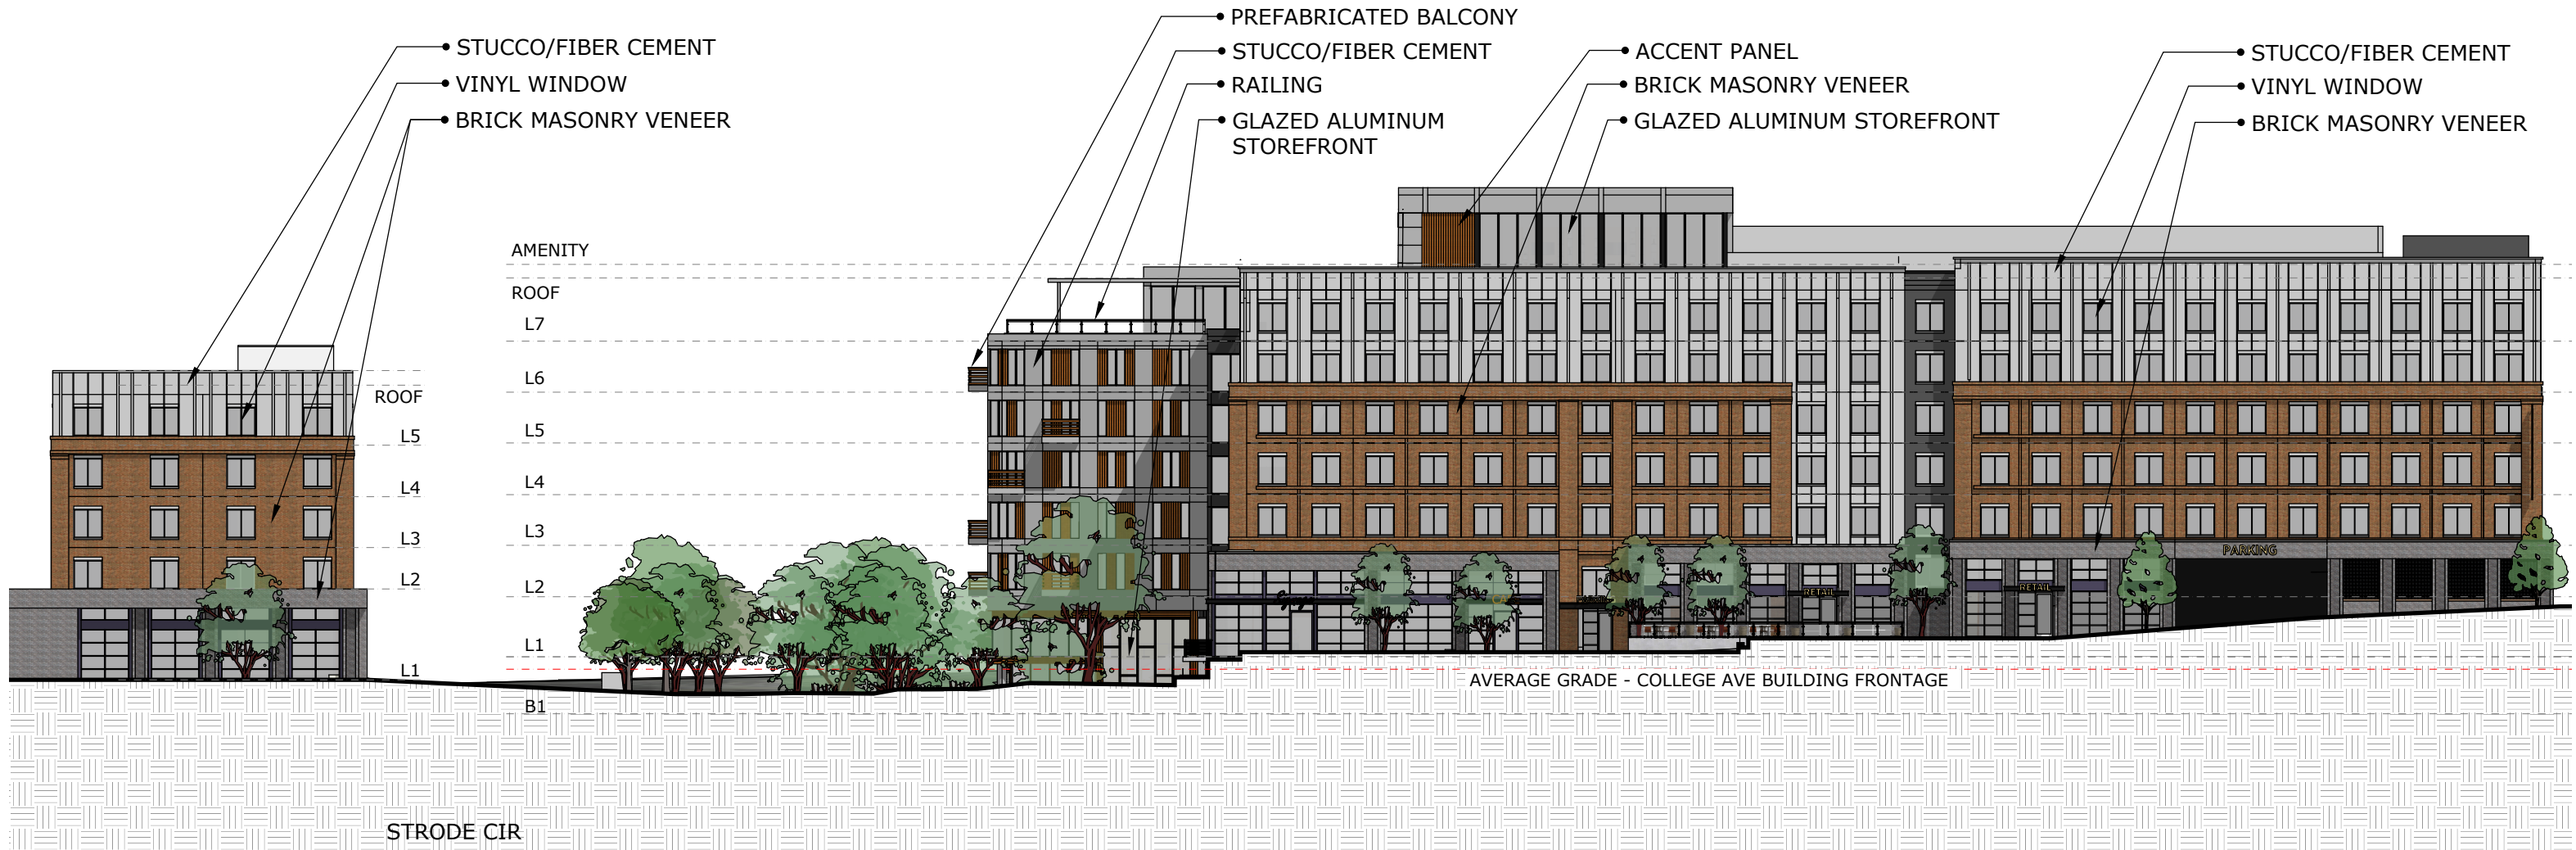 STUCCO/FIBER CEMENT
VINYL WINDOW
BRICK MASONRY VENEER
PREFABRICATED BALCONY
STUCCO/FIBER CEMENT
RAILING
GLAZED ALUMINUM
STOREFRONT
ACCENT PANEL
BRICK MASONRY VENEER
GLAZED ALUMINUM STOREFRONT
STUCCO/FIBER CEMENT
VINYL WINDOW
BRICK MASONRY VENEER
ROOF
L5
L4
L3
L2
L1
AMENITY
ROOF
L7
L6
L5
L4
L3
L2
L1
B1
RETAIL
RETAIL
PARKING
AVERAGE GRADE - COLLEGE AVE BUILDING FRONTAGE
STRODE CIR